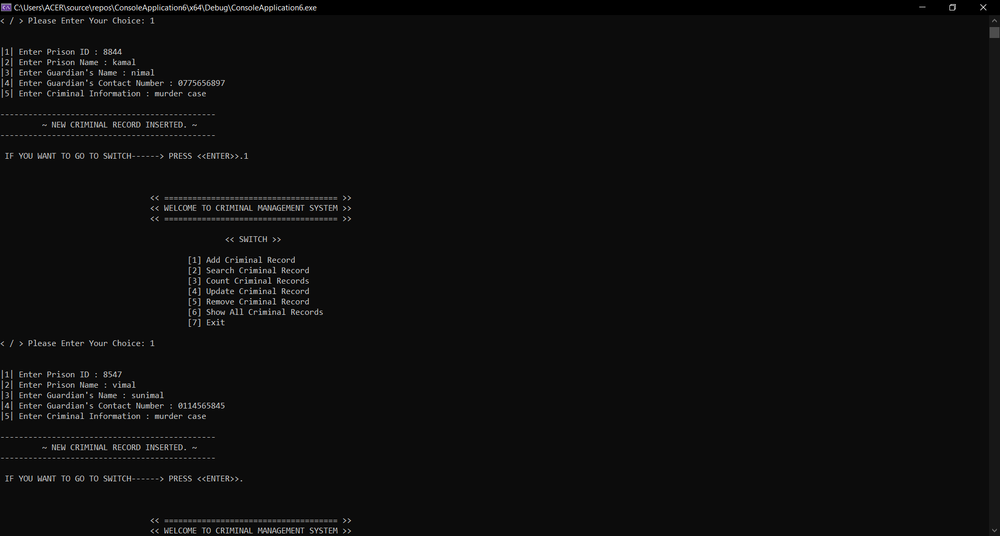 C:\Users\ACER\source\repos\ConsoleApplication6\x64\Debug\ConsoleApplication6.exe
< / > Please Enter Your Choice: 1
|1| Enter Prison ID : 8844
|2| Enter Prison Name : kamal
|3| Enter Guardian's Name : nimal
|4| Enter Guardian's Contact Number : 0775656897
|5| Enter Criminal Information : murder case
----------------------------------------------
~ NEW CRIMINAL RECORD INSERTED. ~
----------------------------------------------
IF YOU WANT TO GO TO SWITCH------> PRESS <<ENTER>>.1
<< ===================================== >>
<< WELCOME TO CRIMINAL MANAGEMENT SYSTEM >>
<< ===================================== >>
<< SWITCH >>
[1] Add Criminal Record
[2] Search Criminal Record
[3] Count Criminal Records
[4] Update Criminal Record
[5] Remove Criminal Record
[6] Show All Criminal Records
[7] Exit
< / > Please Enter Your Choice: 1
|1| Enter Prison ID : 8547
|2| Enter Prison Name : vimal
|3| Enter Guardian's Name : sunimal
|4| Enter Guardian's Contact Number : 0114565845
|5| Enter Criminal Information : murder case
----------------------------------------------
~ NEW CRIMINAL RECORD INSERTED. ~
----------------------------------------------
IF YOU WANT TO GO TO SWITCH------> PRESS <<ENTER>>.
<< ===================================== >>
<< WELCOME TO CRIMINAL MANAGEMENT SYSTEM >>